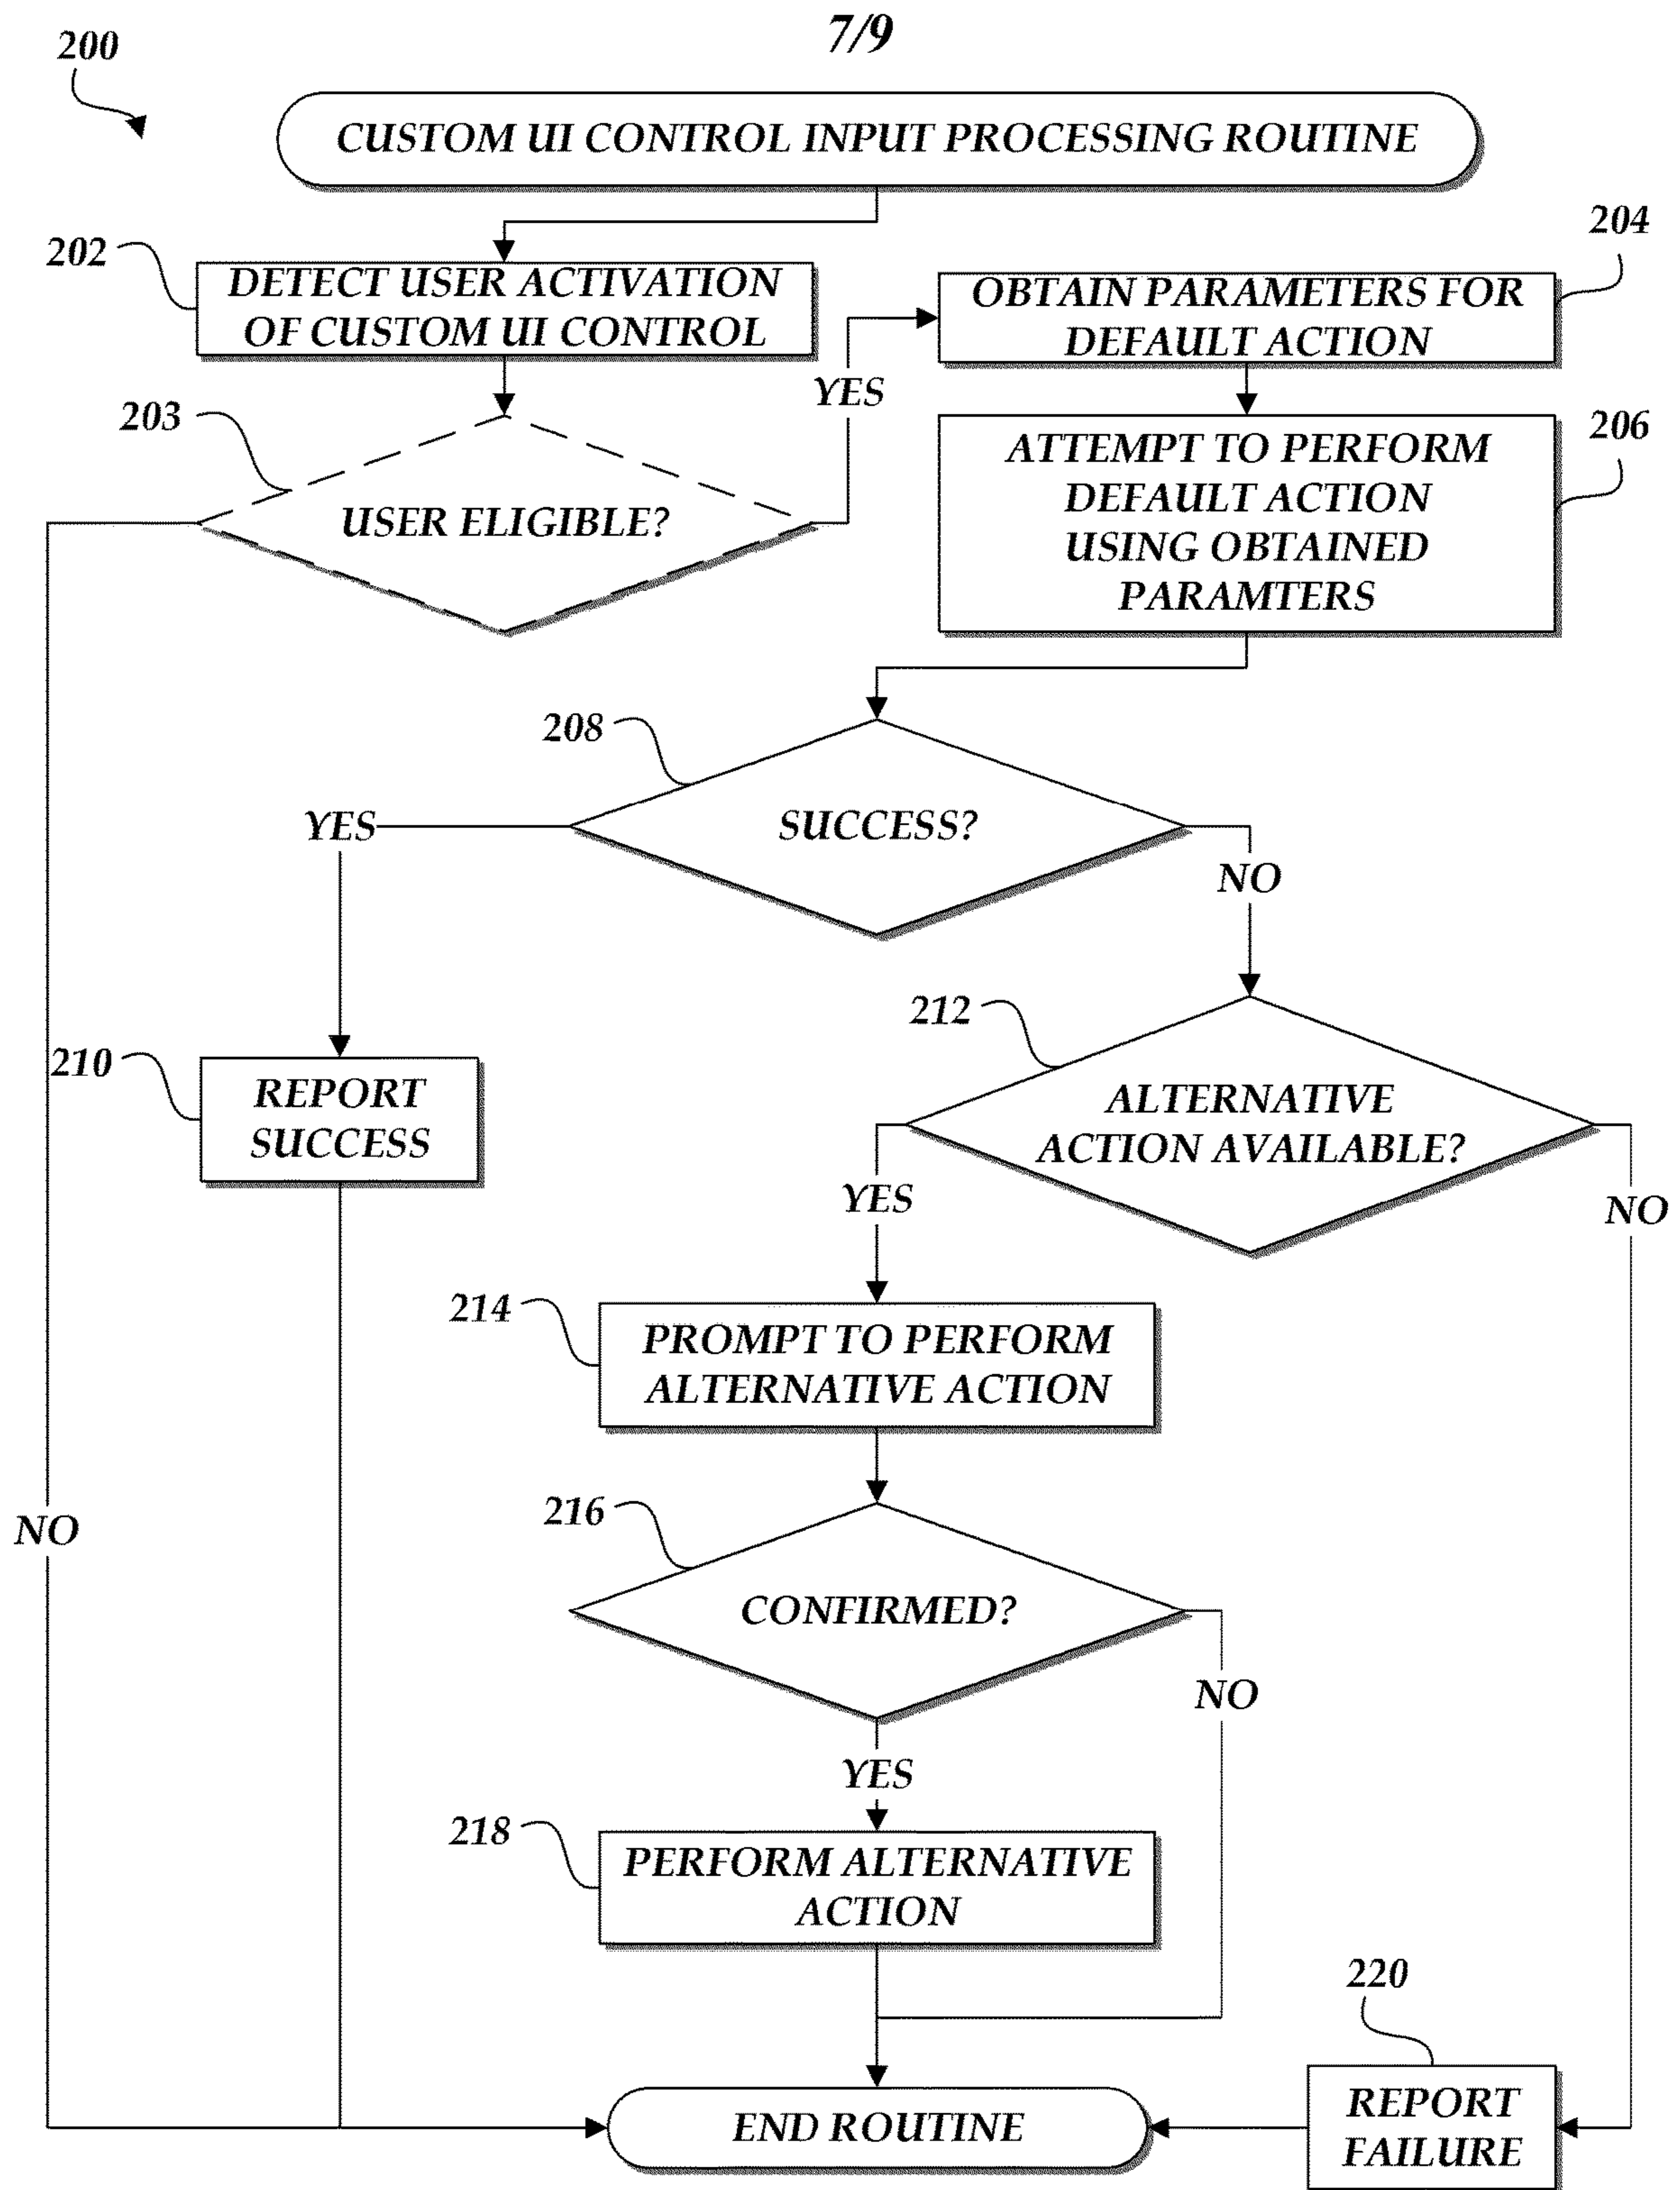 7/9
200
CUSTOM UI CONTROL INPUT PROCESSING ROUTINE
202
DETECT USER ACTIVATION
OF CUSTOM UI CONTROL
204
OBTAIN PARAMETERS FOR
DEFAULT ACTION
203
USER ELIGIBLE?
YES
206
ATTEMPT TO PERFORM
DEFAULT ACTION
USING OBTAINED
PARAMTERS
208
SUCCESS?
YES
NO
210
REPORT
SUCCESS
212
ALTERNATIVE
ACTION AVAILABLE?
YES
NO
214
PROMPT TO PERFORM
ALTERNATIVE ACTION
NO
216
CONFIRMED?
NO
YES
218
PERFORM ALTERNATIVE
ACTION
220
REPORT
FAILURE
END ROUTINE